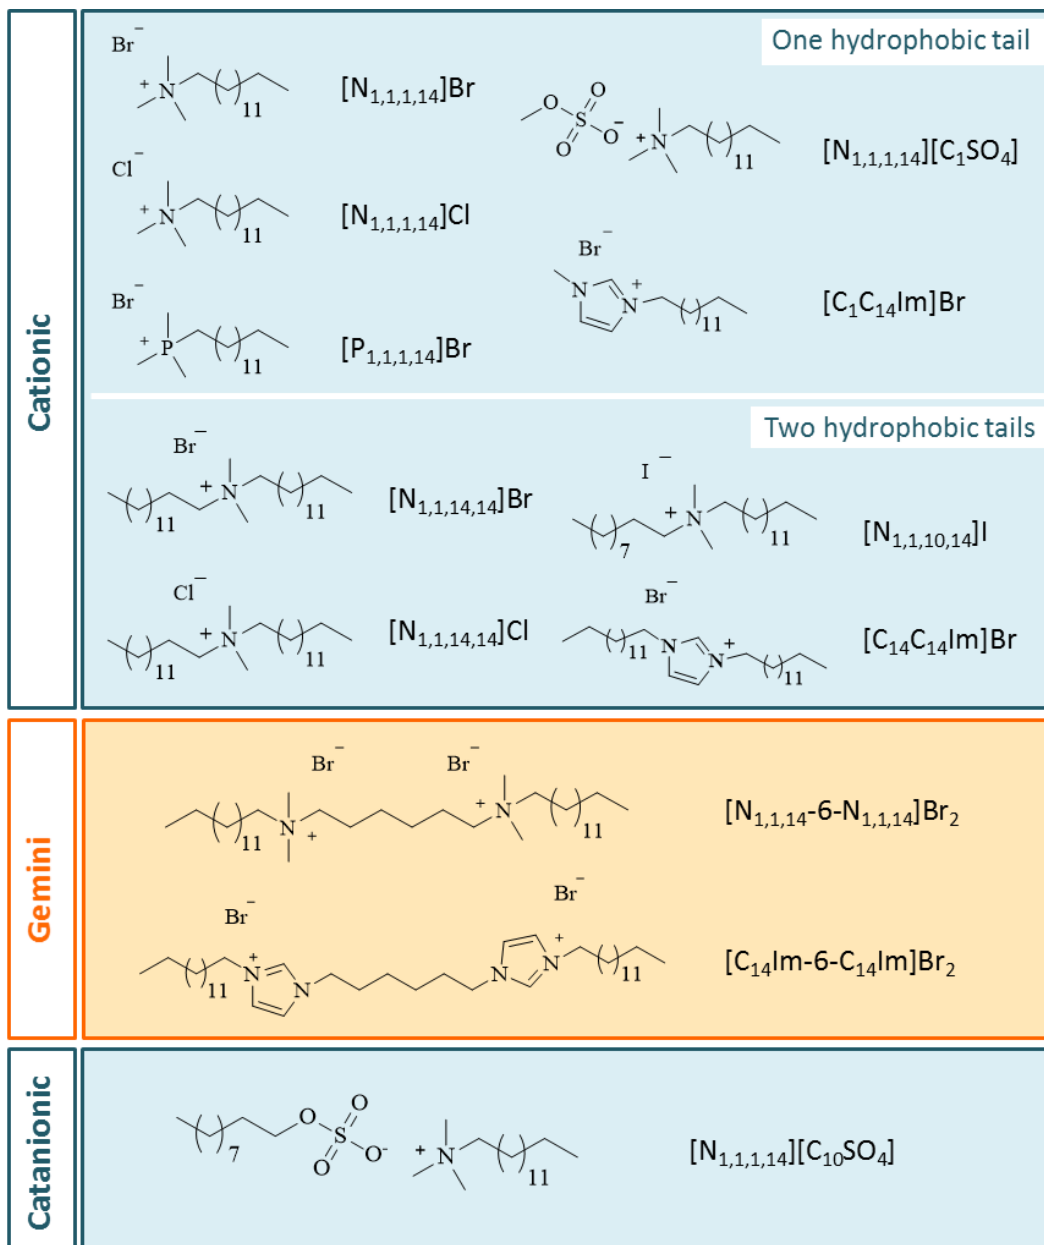 Cationic
One hydrophobic tail
Br⁻
N⁺
11
[N₁,₁,₁,₁₄]Br
O
O
S
O
O⁻
N⁺
11
[N₁,₁,₁,₁₄][C₁SO₄]
Cl⁻
N⁺
11
[N₁,₁,₁,₁₄]Cl
Br⁻
N
N⁺
11
[C₁C₁₄Im]Br
Br⁻
P⁺
11
[P₁,₁,₁,₁₄]Br
Two hydrophobic tails
Br⁻
11
N⁺
11
[N₁,₁,₁₄,₁₄]Br
I⁻
7
N⁺
11
[N₁,₁,₁₀,₁₄]I
Cl⁻
11
N⁺
11
[N₁,₁,₁₄,₁₄]Cl
Br⁻
11
N
N⁺
11
[C₁₄C₁₄Im]Br
Gemini
Br⁻
Br⁻
11
N⁺
N⁺
11
[N₁,₁,₁₄-6-N₁,₁,₁₄]Br₂
Br⁻
Br⁻
11
N⁺
N
N
N⁺
11
[C₁₄Im-6-C₁₄Im]Br₂
Catanionic
7
O
O
S
O
O⁻
N⁺
11
[N₁,₁,₁,₁₄][C₁₀SO₄]